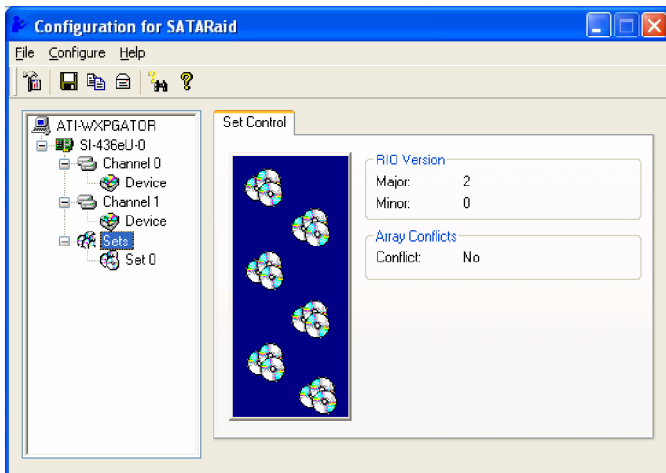 Configuration for SATARaid
File Configure Help
ATI-WXPGATOR
SI-436eU-0
Channel 0
Device
Channel 1
Device
Sets
Set 0
Set Control
RIO Version
Major: 2
Minor: 0
Array Conflicts
Conflict: No